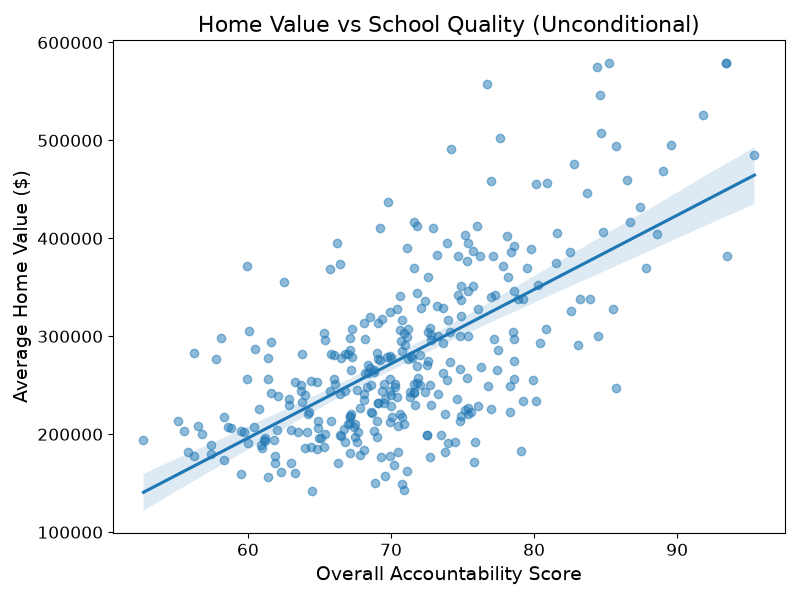 Home Value vs School Quality (Unconditional)
600000
500000
400000
300000
200000
100000
Average Home Value ($)
60 70 80 90
Overall Accountability Score